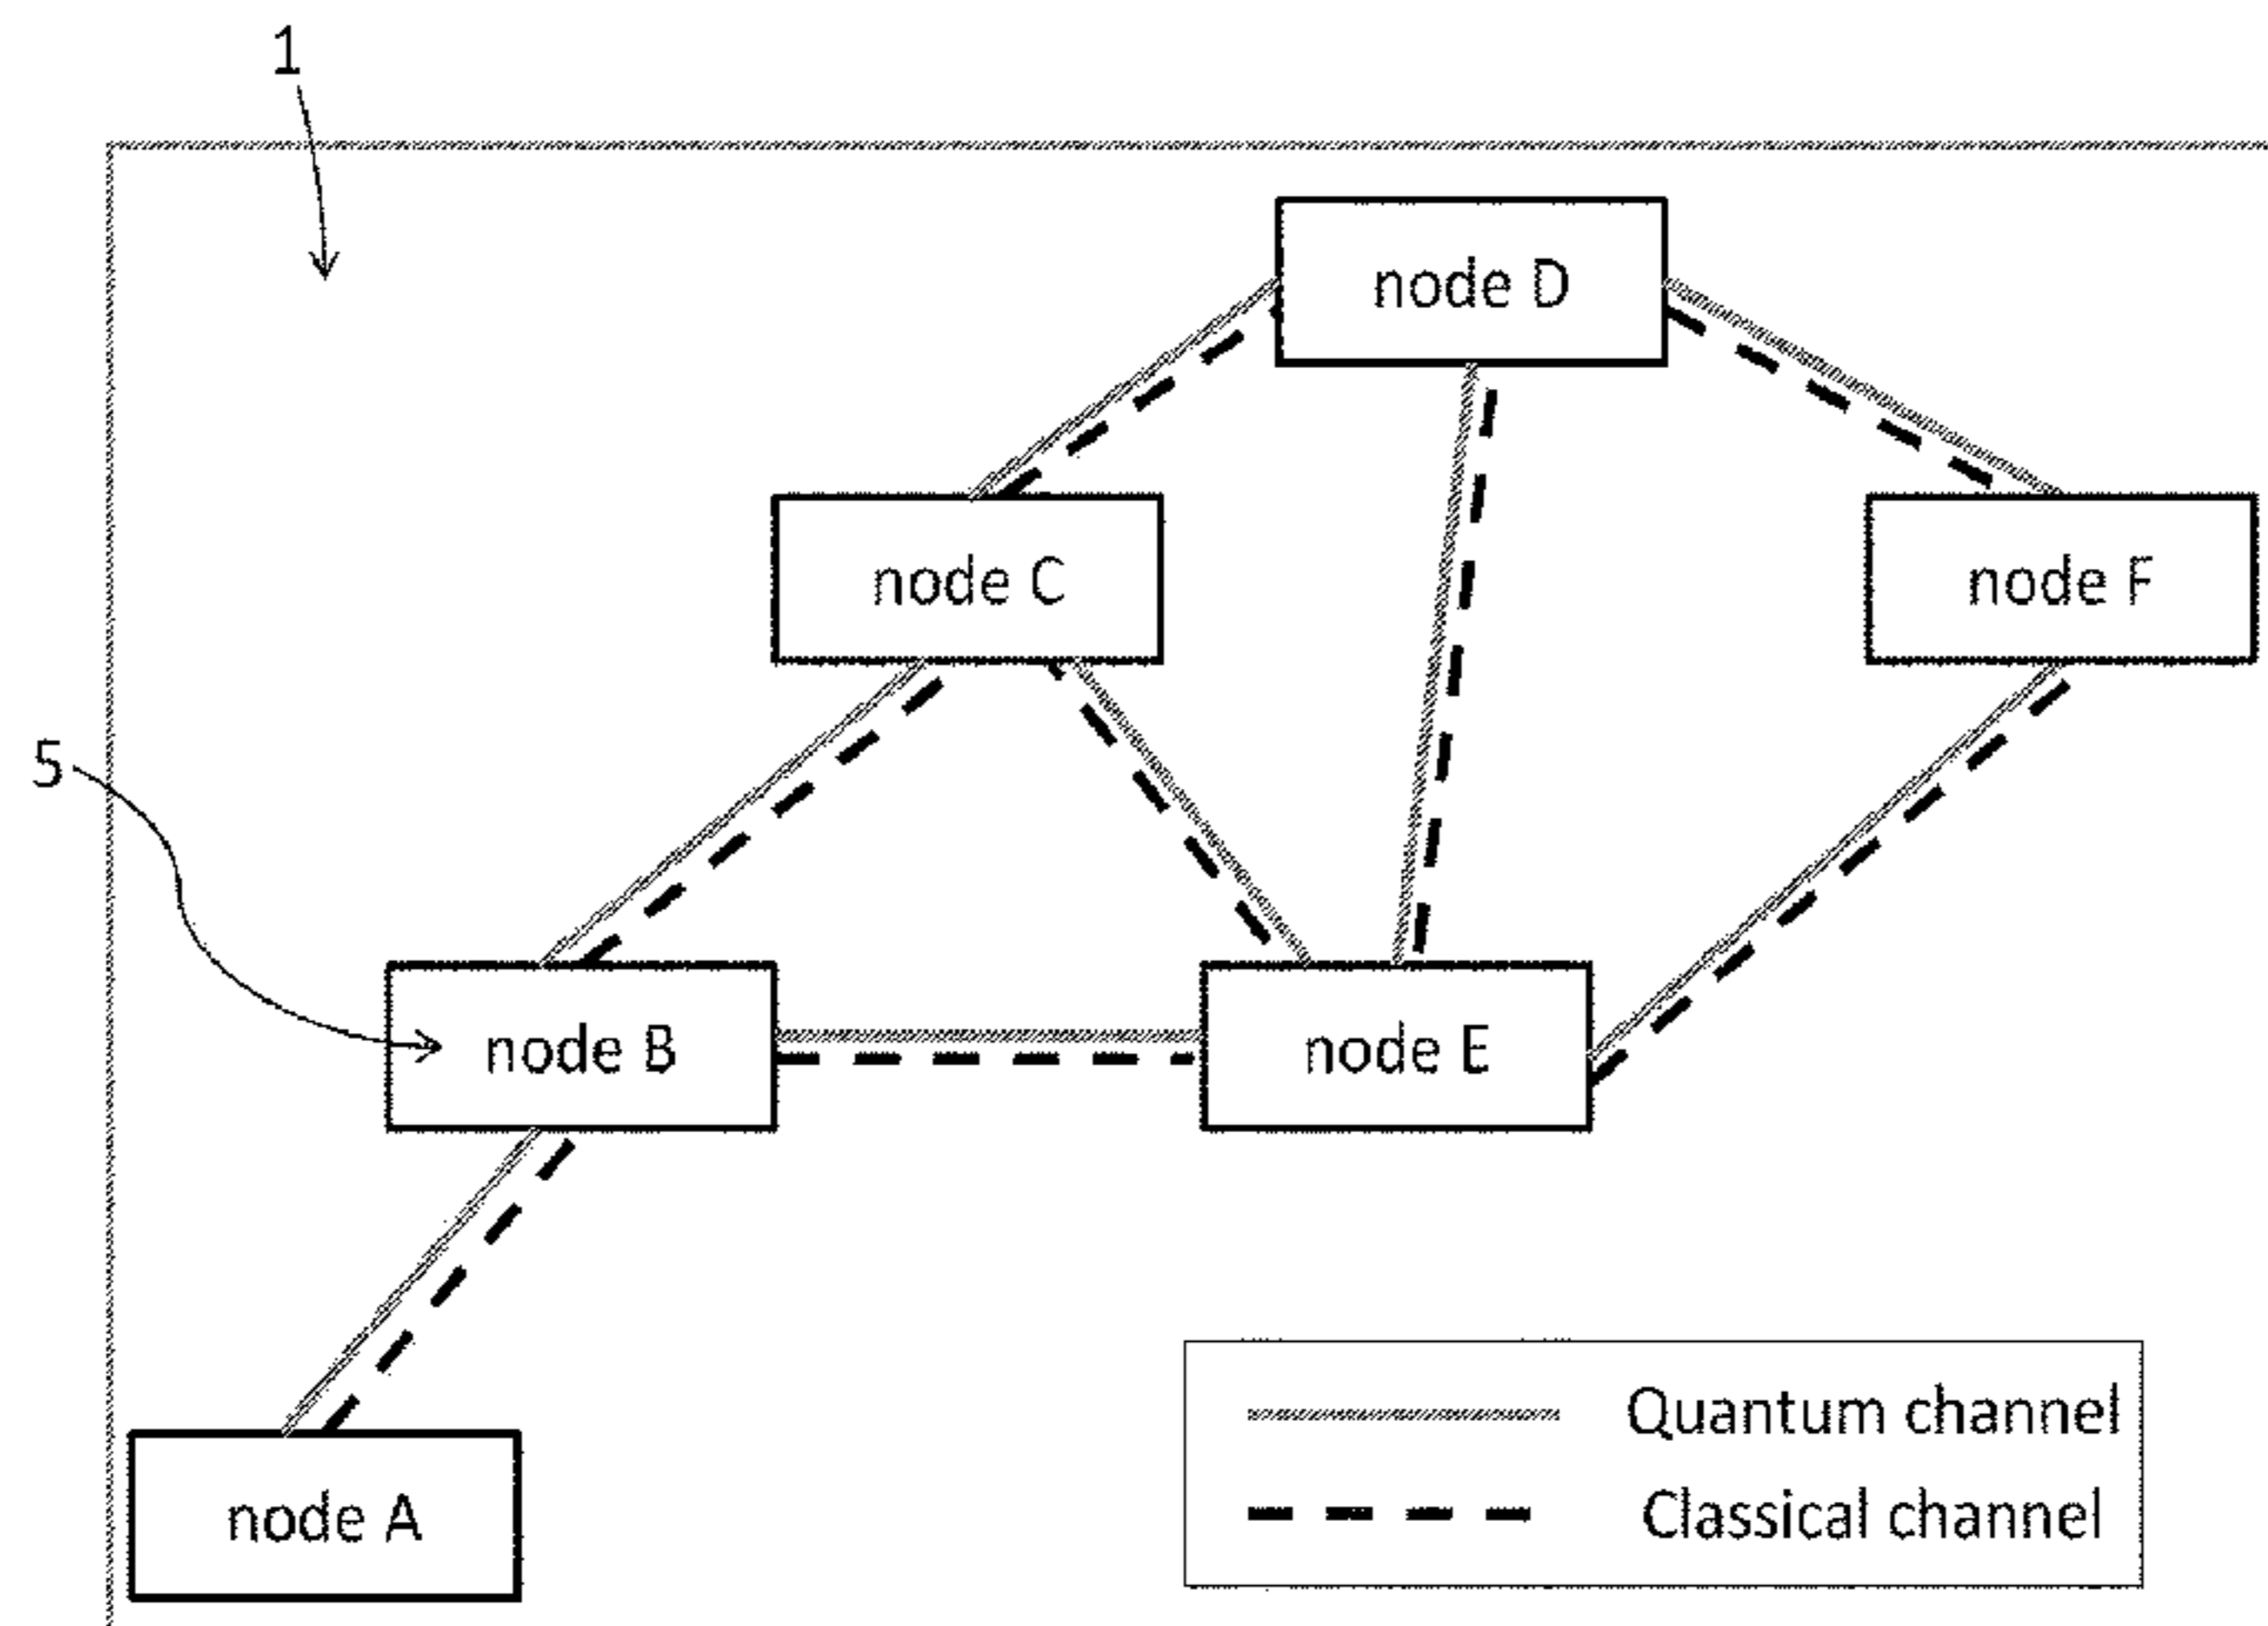 1
node D
node C
node F
5
node B
node E
node A
Quantum channel
Classical channel